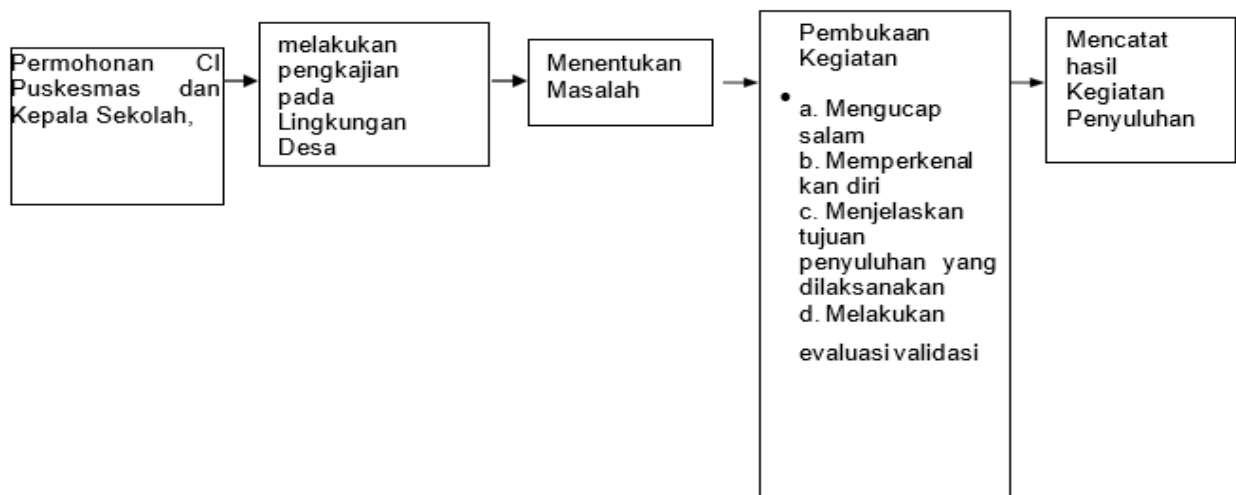 Permohonan CI
Puskesmas dan
Kepala Sekolah,
melakukan
pengkajian
pada
Lingkungan
Desa
Menentukan
Masalah
Pembukaan
Kegiatan
• a. Mengucap
salam
b. Memperkenal
kan diri
c. Menjelaskan
tujuan
penyuluhan yang
dilaksanakan
d. Melakukan
evaluasi validasi
Mencatat
hasil
Kegiatan
Penyuluhan